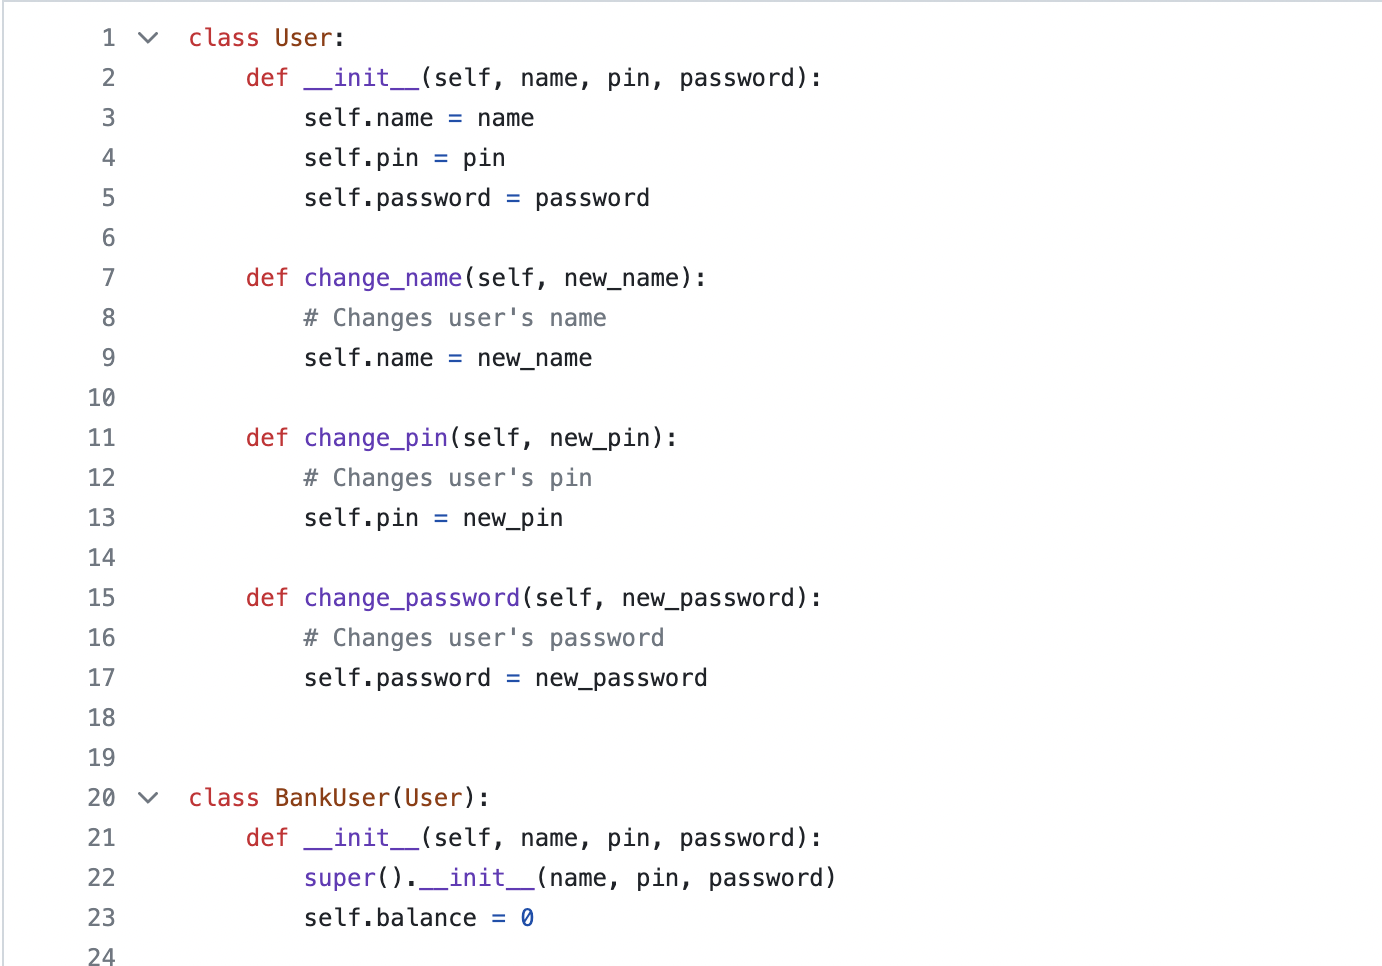 1 class User:
2 def __init__(self, name, pin, password):
3 self.name = name
4 self.pin = pin
5 self.password = password
6
7 def change_name(self, new_name):
8 # Changes user's name
9 self.name = new_name
10
11 def change_pin(self, new_pin):
12 # Changes user's pin
13 self.pin = new_pin
14
15 def change_password(self, new_password):
16 # Changes user's password
17 self.password = new_password
18
19
20 class BankUser(User):
21 def __init__(self, name, pin, password):
22 super().__init__(name, pin, password)
23 self.balance = 0
24